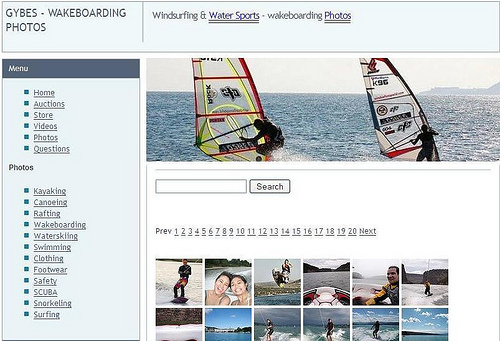 GYBES - WAKEBOARDING
PHOTOS
Windsurfing & Water Sports - wakeboarding Photos
Menu
Home
Auctions
Store
Videos
Photos
Questions
Photos
Kayaking
Canoeing
Rafting
Wakeboarding
Waterskiing
Swimming
Clothing
Footwear
Safety
SCUBA
Snorkeling
Surfing
K96
Search
Prev 1 2 3 4 5 6 7 8 9 10 11 12 13 14 15 16 17 18 19 20 Next